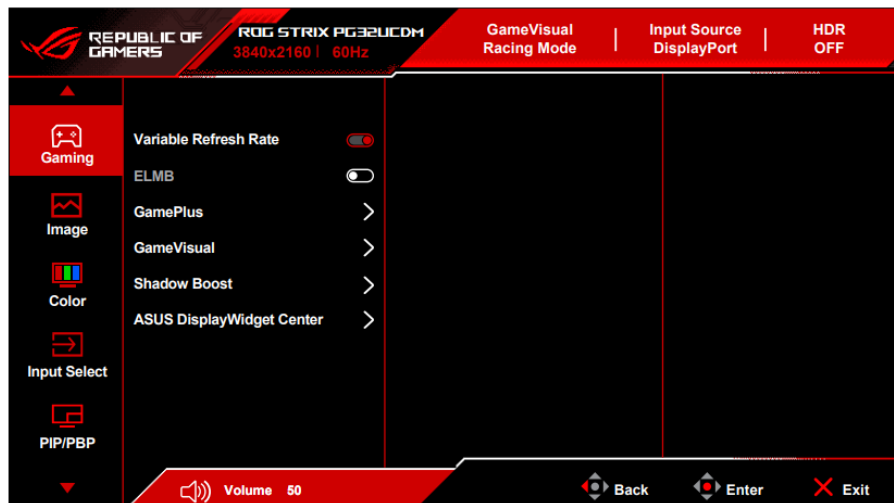 REPUBLIC OF
GAMERS
ROG STRIX PG32UCDM
3840x2160 | 60Hz
GameVisual
Racing Mode
Input Source
DisplayPort
HDR
OFF
Gaming
Image
Color
Input Select
PIP/PBP
Variable Refresh Rate
ELMB
GamePlus
GameVisual
Shadow Boost
ASUS DisplayWidget Center
Volume 50
Back
Enter
Exit